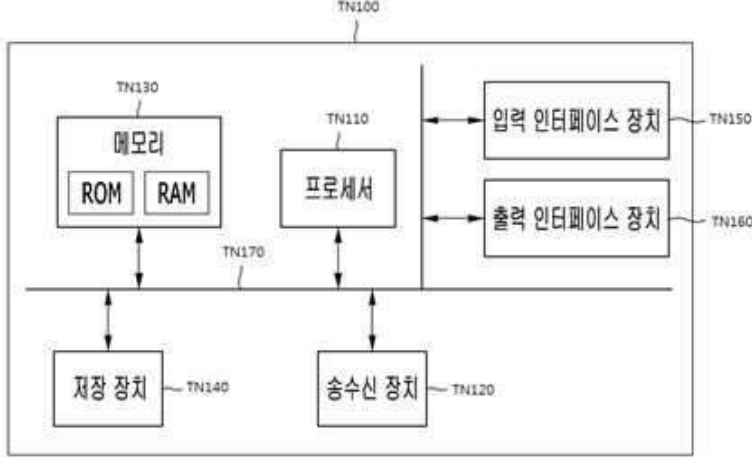 TN100
TN130
메모리
ROM
RAM
TN110
프로세서
입력 인터페이스 장치
TN150
출력 인터페이스 장치
TN160
TN170
저장 장치
TN140
송수신 장치
TN120